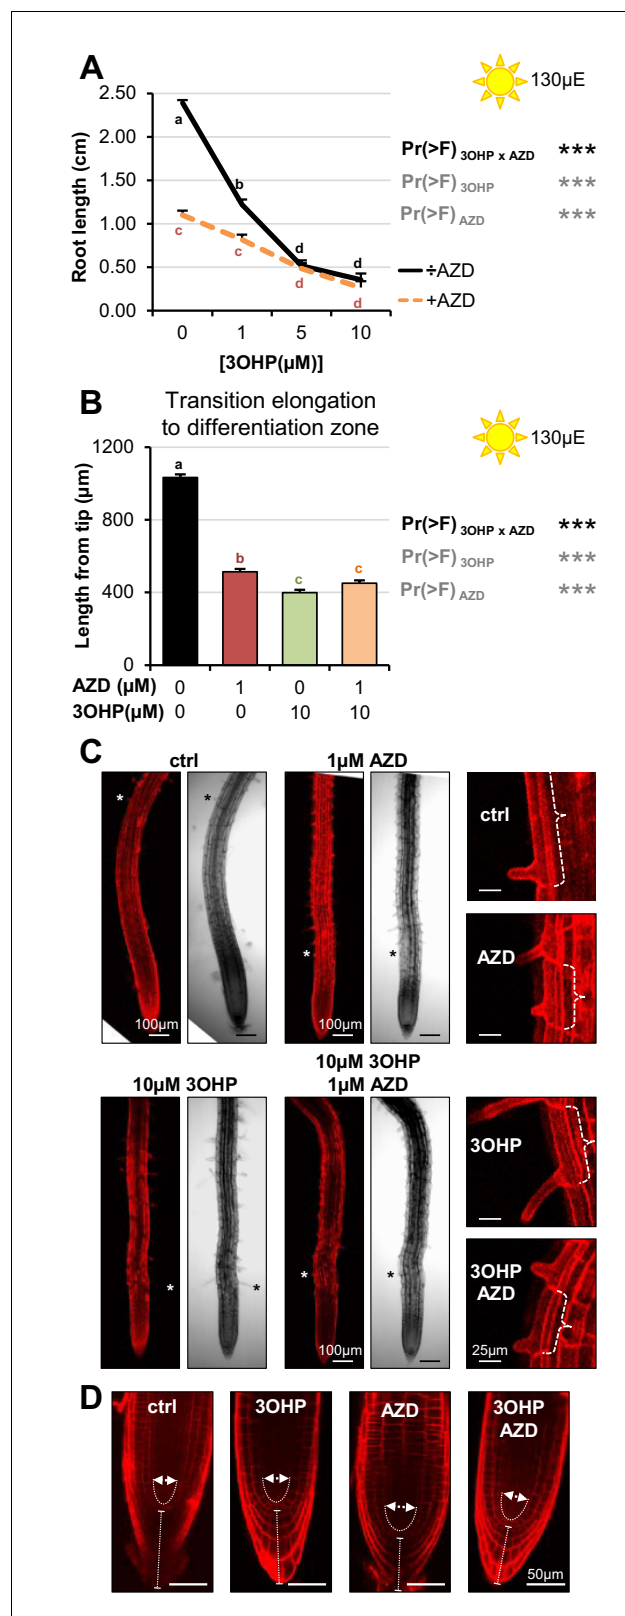 A
130µE
2.50
2.00
1.50
1.00
0.50
0.00
Root length (cm)
a
b
d
d
c
c
d
d
0 1 5 10
[3OHP(µM)]
Pr(>F) 3OHP x AZD ***
Pr(>F) 3OHP ***
Pr(>F) AZD ***
÷AZD
+AZD
B
Transition elongation
to differentiation zone
130µE
1200
800
400
0
Length from tip (µm)
a
b
c
c
Pr(>F) 3OHP x AZD ***
Pr(>F) 3OHP ***
Pr(>F) AZD ***
AZD (µM) 0 1 0 1
3OHP(µM) 0 0 10 10
C
ctrl
1µM AZD
* * * *
100µm
100µm
ctrl
AZD
10µM 3OHP
10µM 3OHP
1µM AZD
* * * *
100µm
3OHP
3OHP
AZD
25µm
D
ctrl
3OHP
AZD
3OHP
AZD
50µm